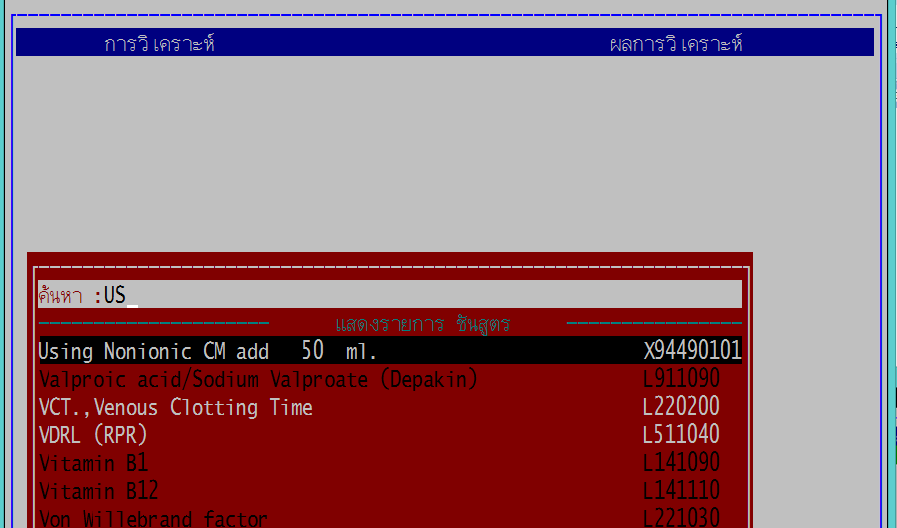 การวิเคราะห์ ผลการวิเคราะห์
ค้นหา :US_
แสดงรายการ ชันสูตร
Using Nonionic CM add 50 ml. X94490101
Valproic acid/Sodium Valproate (Depakin) L911090
VCT.,Venous Clotting Time L220200
VDRL (RPR) L511040
Vitamin B1 L141090
Vitamin B12 L141110
Von Willebrand factor L221030